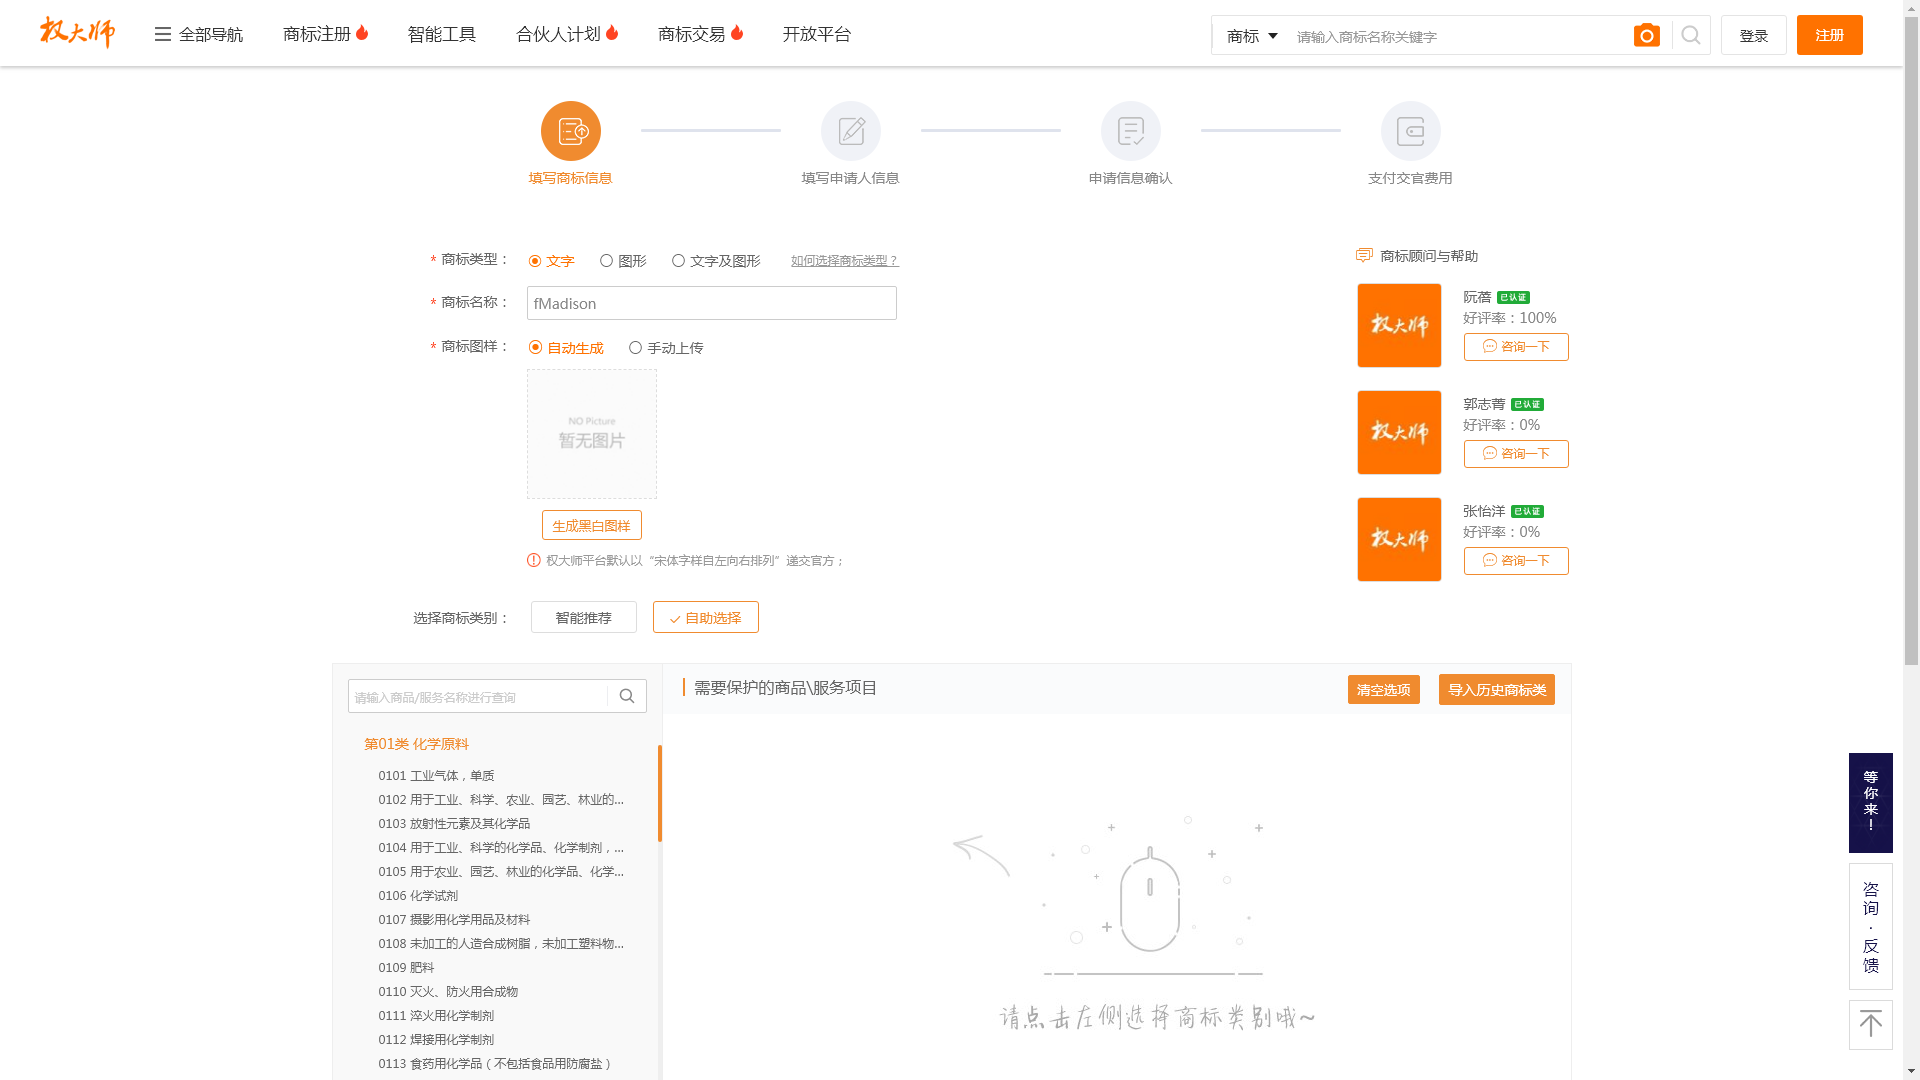 权大师
全部导航
商标注册
智能工具
合伙人计划
商标交易
开放平台
商标
请输入商标名称关键字
登录
注册
填写商标信息
填写申请人信息
申请信息确认
支付交官费用
* 商标类型：
文字
图形
文字及图形
如何选择商标类型？
* 商标名称：
fMadison
* 商标图样：
自动生成
手动上传
NO Picture
暂无图片
生成黑白图样
权大师平台默认以“宋体字样自左向右排列”递交官方；
选择商标类别：
智能推荐
自助选择
商标顾问与帮助
权大师
阮蓓 已认证
好评率：100%
咨询一下
权大师
郭志菁 已认证
好评率：0%
咨询一下
权大师
张怡洋 已认证
好评率：0%
咨询一下
请输入商品/服务名称进行查询
第01类 化学原料
0101 工业气体，单质
0102 用于工业、科学、农业、园艺、林业的...
0103 放射性元素及其化学品
0104 用于工业、科学的化学品、化学制剂，...
0105 用于农业、园艺、林业的化学品、化学...
0106 化学试剂
0107 摄影用化学用品及材料
0108 未加工的人造合成树脂，未加工塑料物...
0109 肥料
0110 灭火、防火用合成物
0111 淬火用化学制剂
0112 焊接用化学制剂
0113 食药用化学品（不包括食品用防腐盐）
需要保护的商品\服务项目
清空选项
导入历史商标类
请点击左侧选择商标类别哦~
等你来！
咨询·反馈